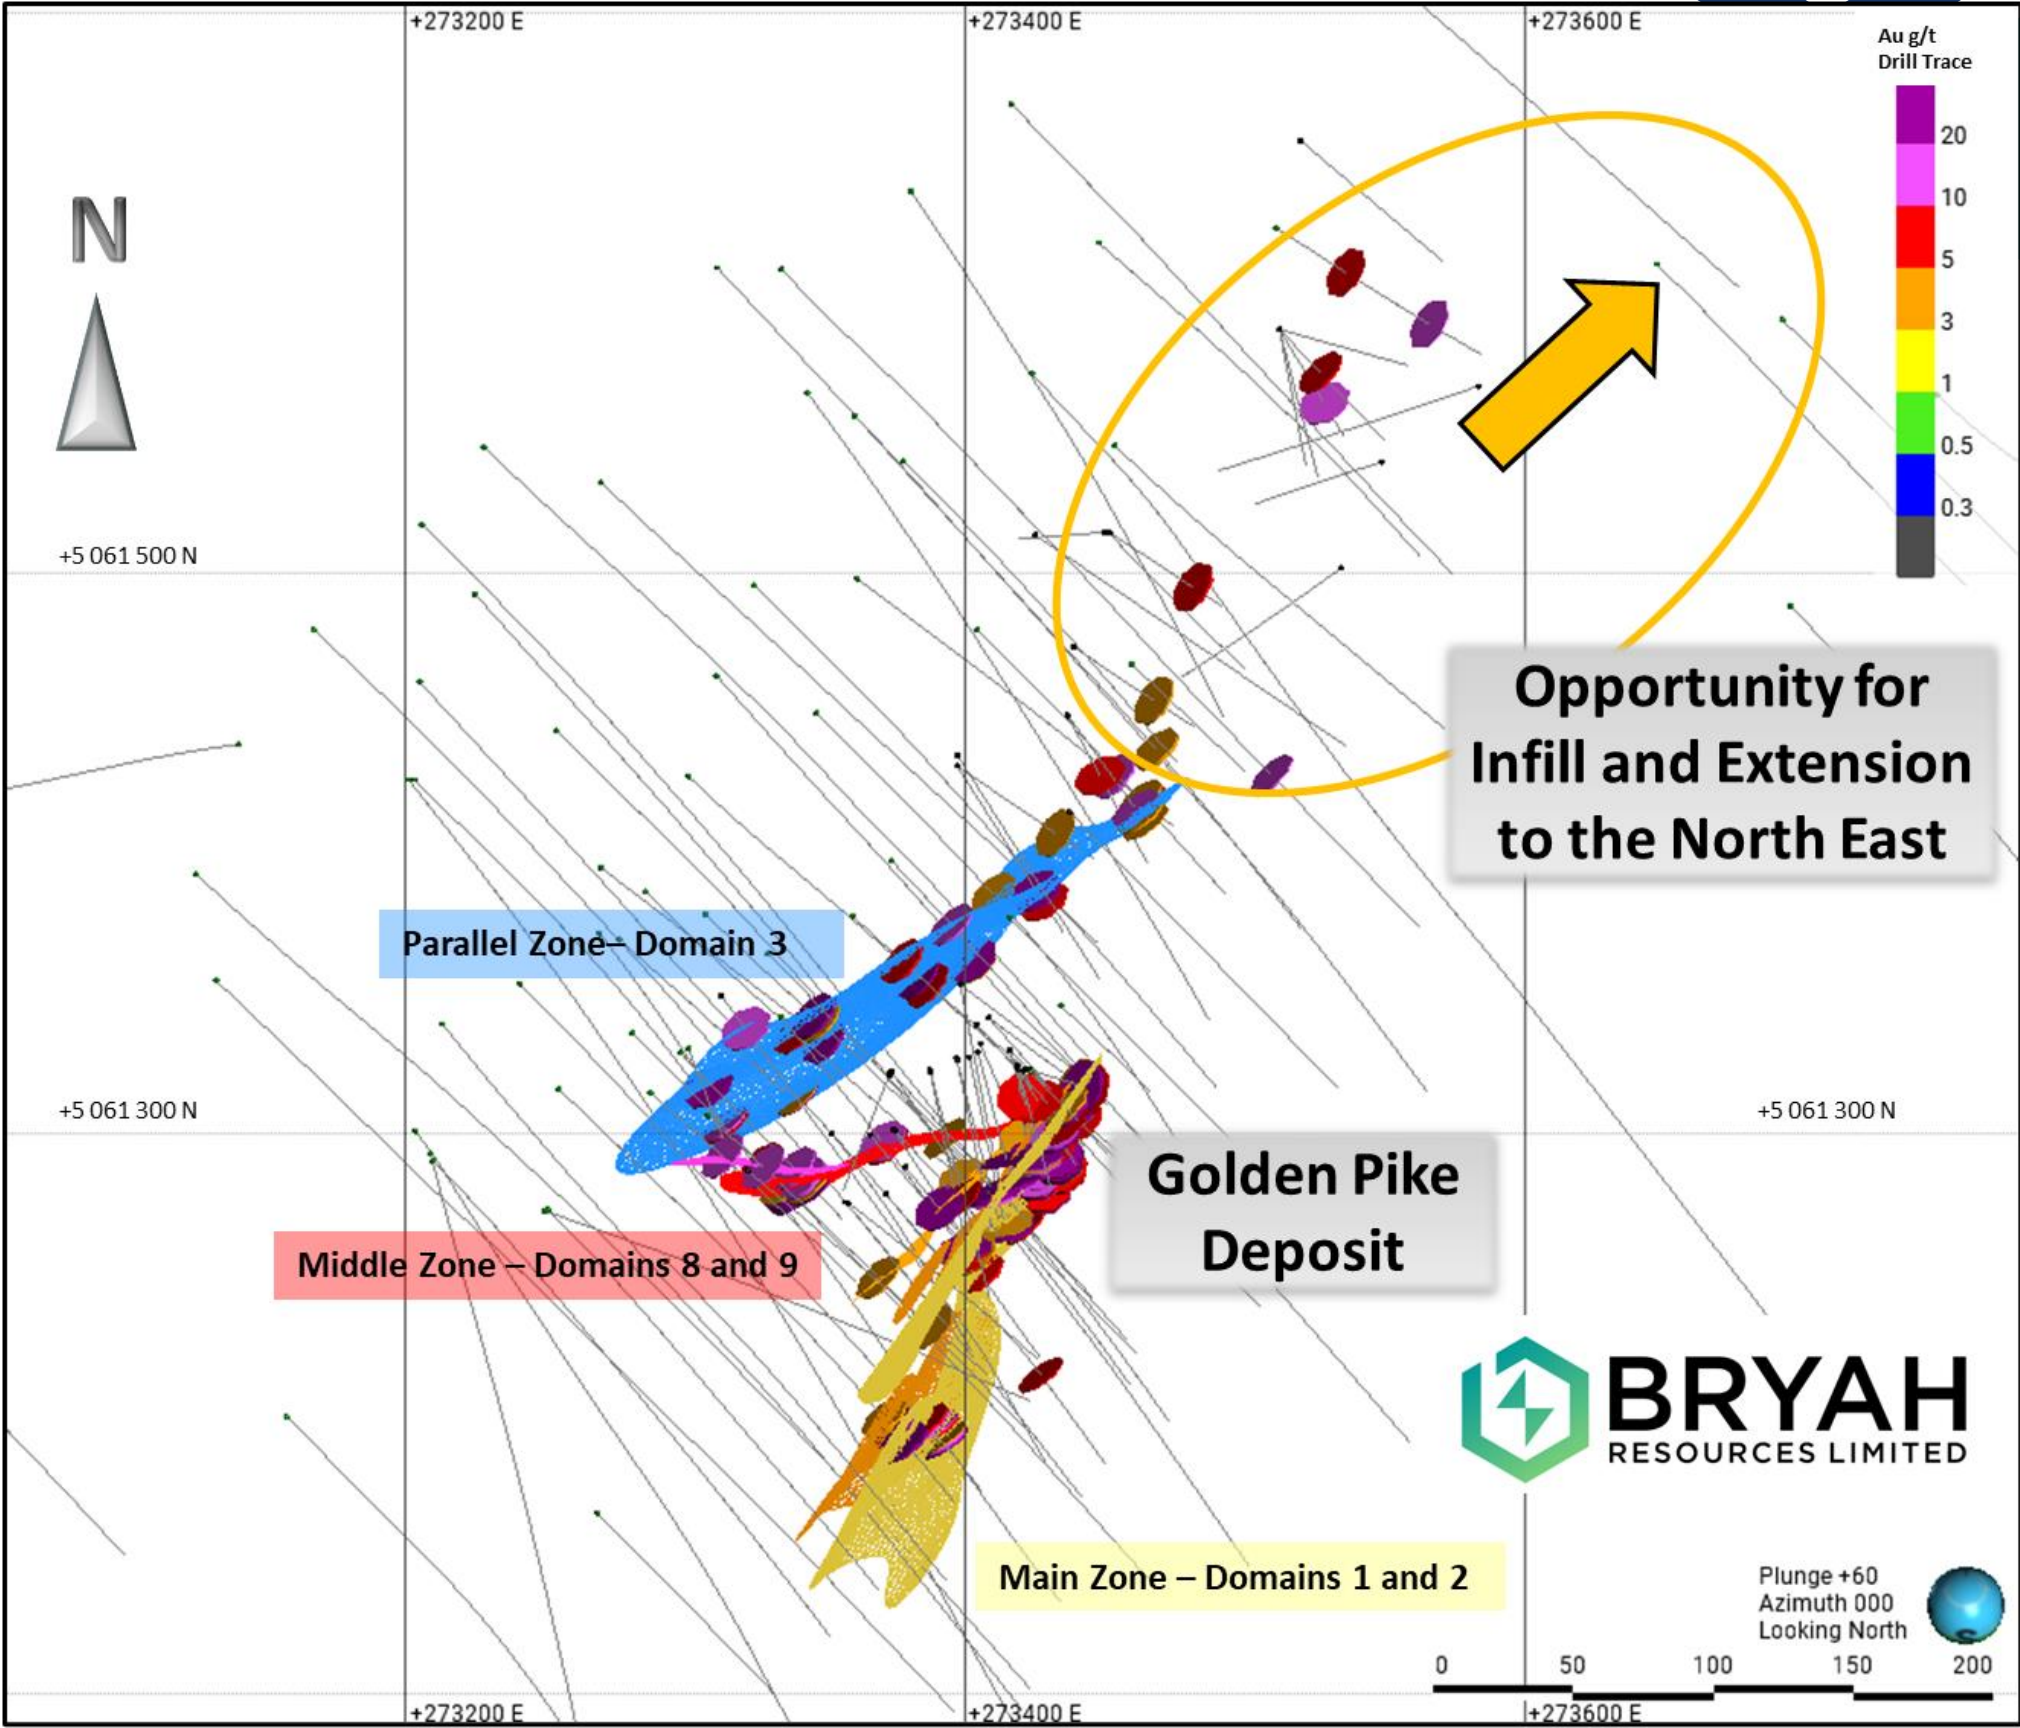 +273200 E
+273400 E
+273600 E
Au g/t
Drill Trace
20
10
5
3
1
0.5
0.3
N
+5 061 500 N
Opportunity for
Infill and Extension
to the North East
Parallel Zone– Domain 3
+5 061 300 N
+5 061 300 N
Golden Pike
Deposit
Middle Zone – Domains 8 and 9
BRYAH
RESOURCES LIMITED
Main Zone – Domains 1 and 2
Plunge +60
Azimuth 000
Looking North
0 50 100 150 200
+273200 E
+273400 E
+273600 E